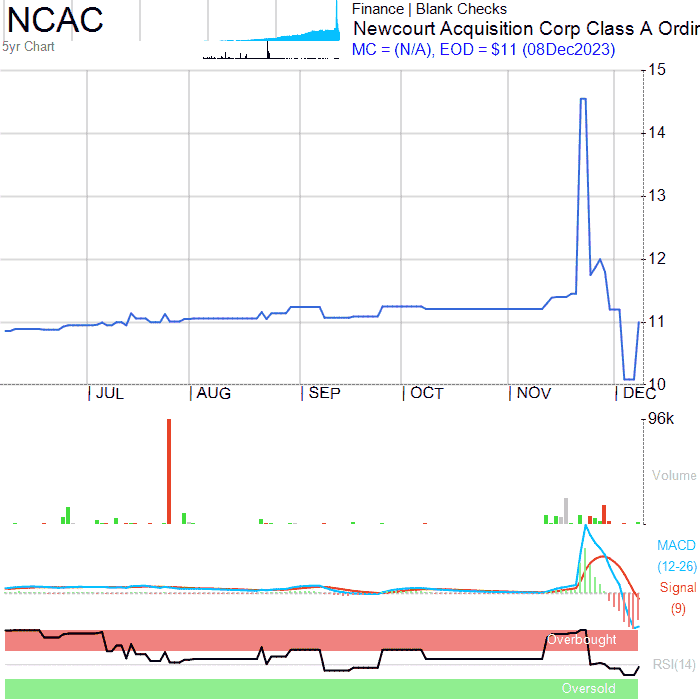 NCAC
5yr Chart
Finance | Blank Checks
Newcourt Acquisition Corp Class A Ordin
MC = (N/A), EOD = $11 (08Dec2023)
15
14
13
12
11
10
JUL AUG SEP OCT NOV DEC
96k
Volume
MACD
(12-26)
Signal
(9)
Overbought
RSI(14)
Oversold